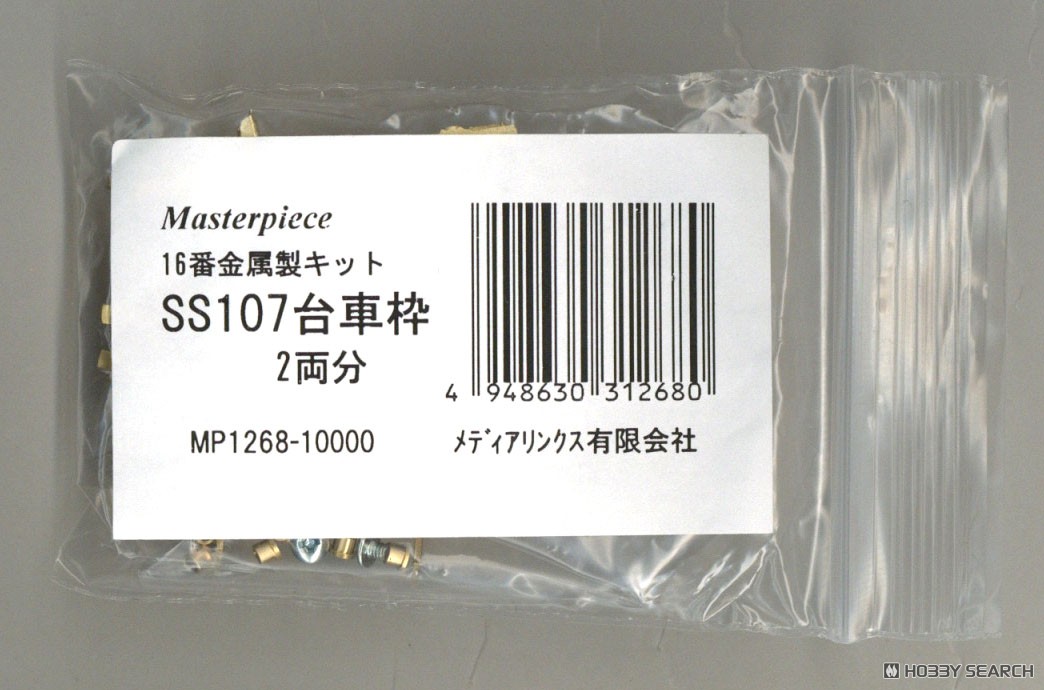 Masterpiece
16番金属製キット
SS107台車枠
2両分
4 948630 312680
MP1268-10000
ﾒﾃﾞｨｱﾘﾝｸｽ有限会社
HOBBY SEARCH